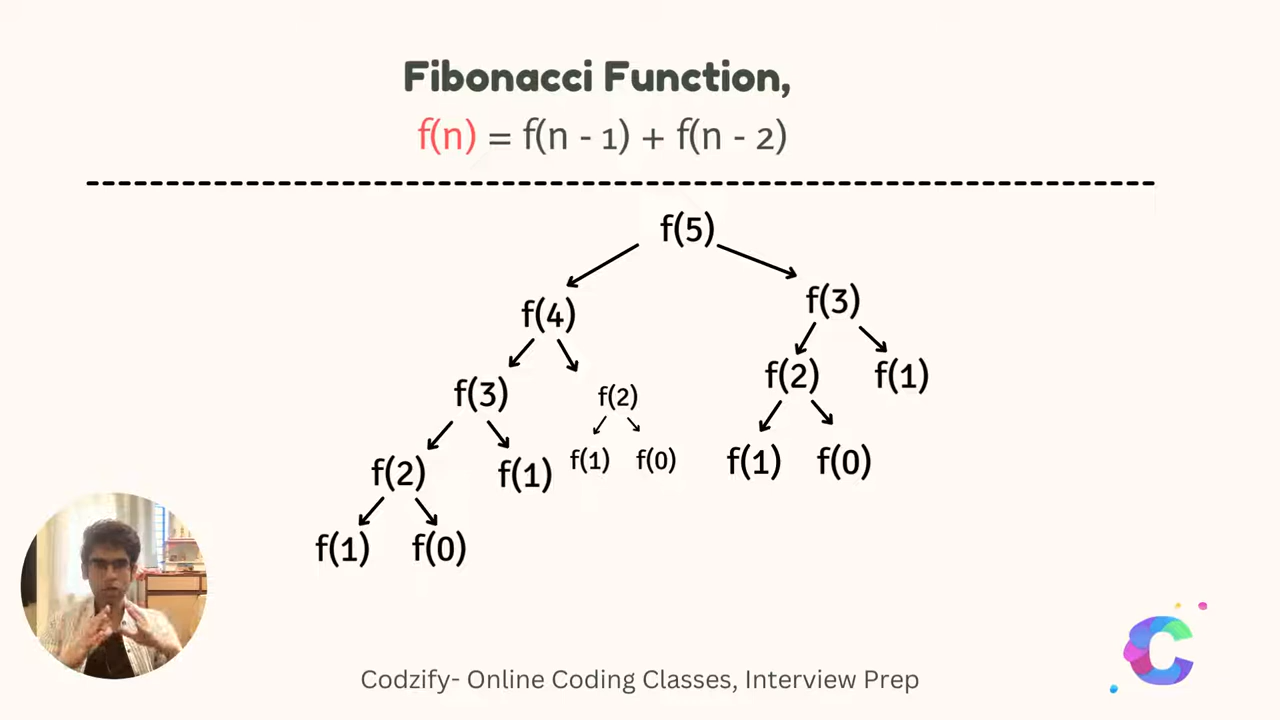 Fibonacci Function,
f(n) = f(n - 1) + f(n - 2)
f(5)
f(4)
f(3)
f(3)
f(2)
f(2)
f(1)
f(2)
f(1)
f(1)
f(0)
f(1)
f(0)
f(1)
f(0)
Codzify- Online Coding Classes, Interview Prep